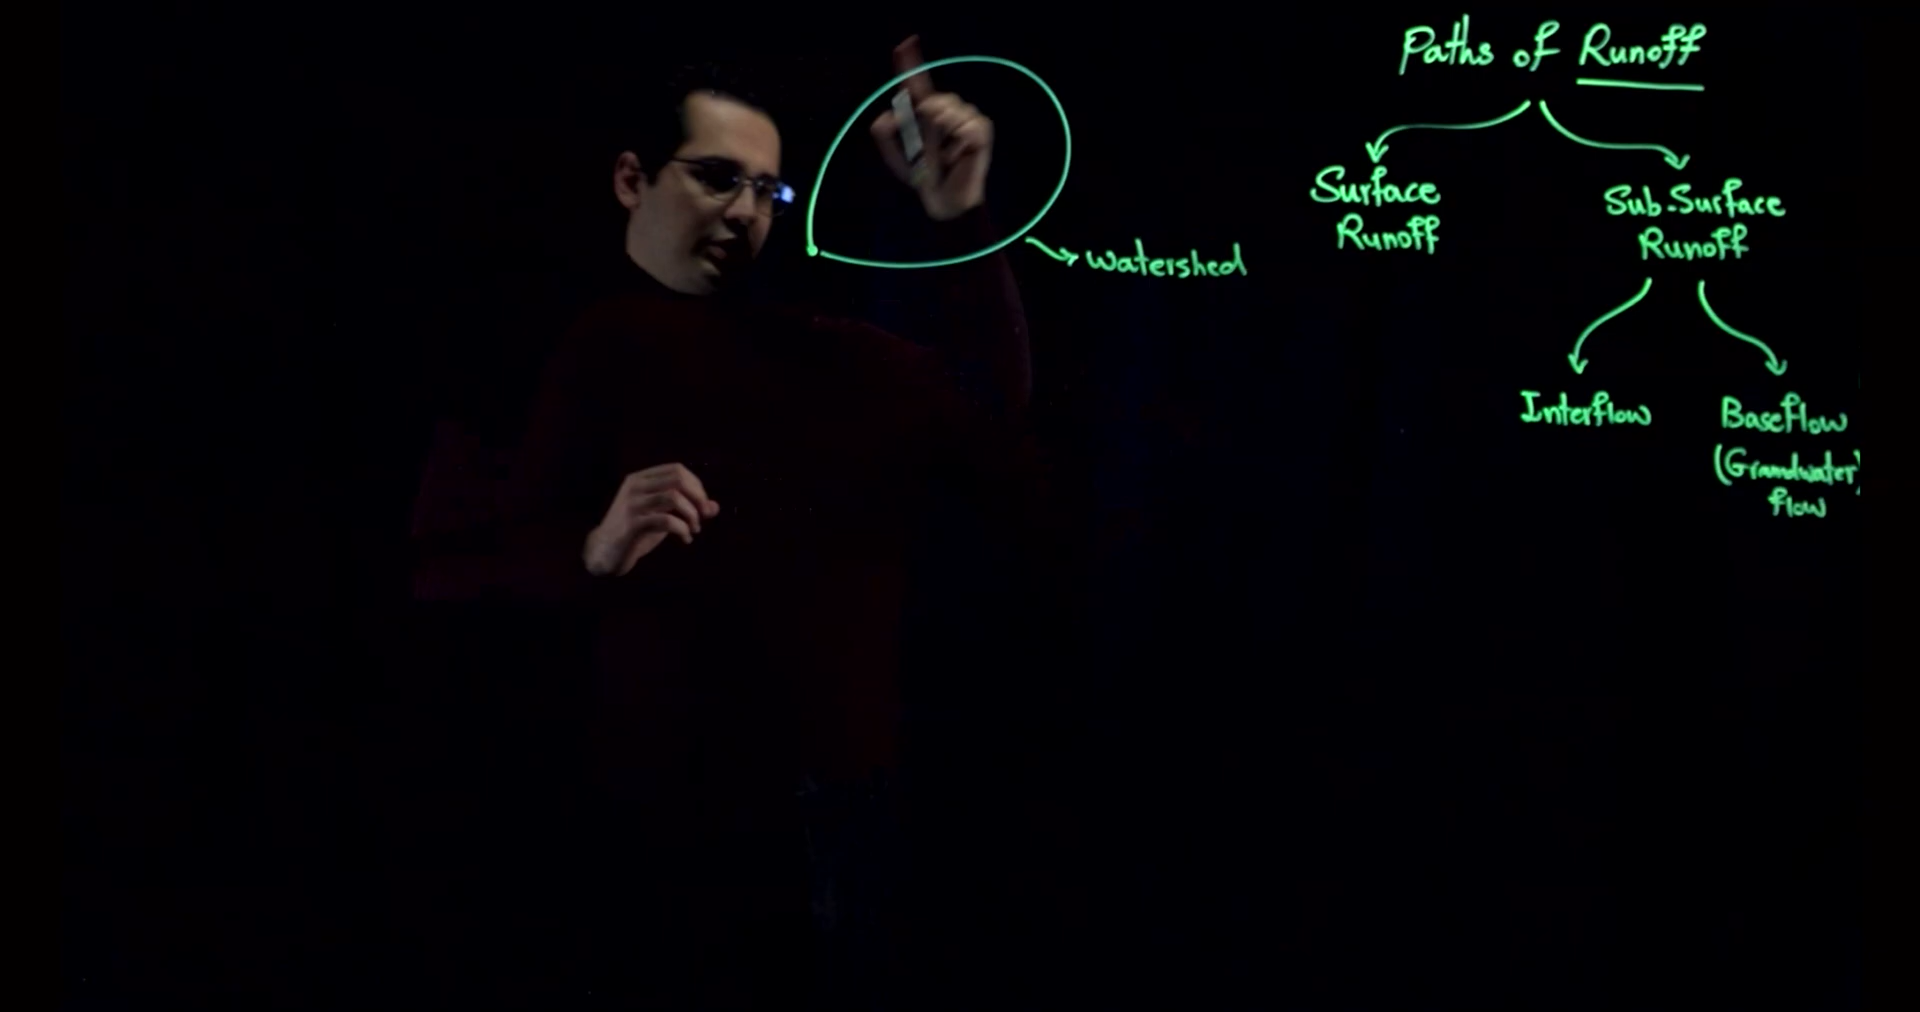 Paths of Runoff
Surface
Runoff
Sub-Surface
Runoff
watershed
Interflow
Baseflow
(Groundwater)
flow